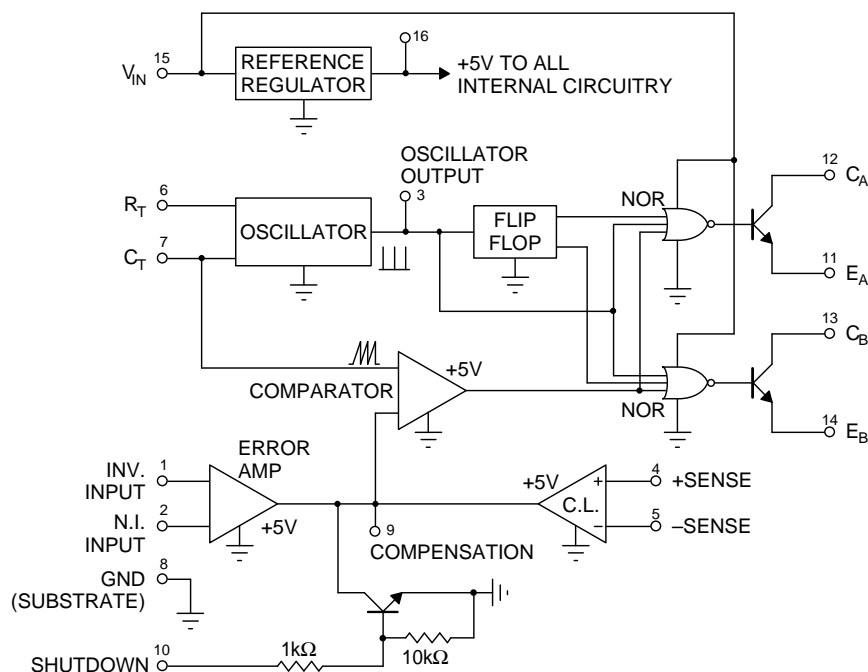 16
15
V_IN
REFERENCE
REGULATOR
+5V TO ALL
INTERNAL CIRCUITRY
OSCILLATOR
OUTPUT
3
12
C_A
6
R_T
NOR
7
OSCILLATOR
FLIP
FLOP
C_T
11
E_A
13
C_B
+5V
COMPARATOR
NOR
14
E_B
ERROR
AMP
1
INV.
INPUT
+5V
+
4
+SENSE
C.L.
2
N.I.
INPUT
+5V
9
–
5
–SENSE
COMPENSATION
8
GND
(SUBSTRATE)
10
SHUTDOWN
1kΩ
10kΩ